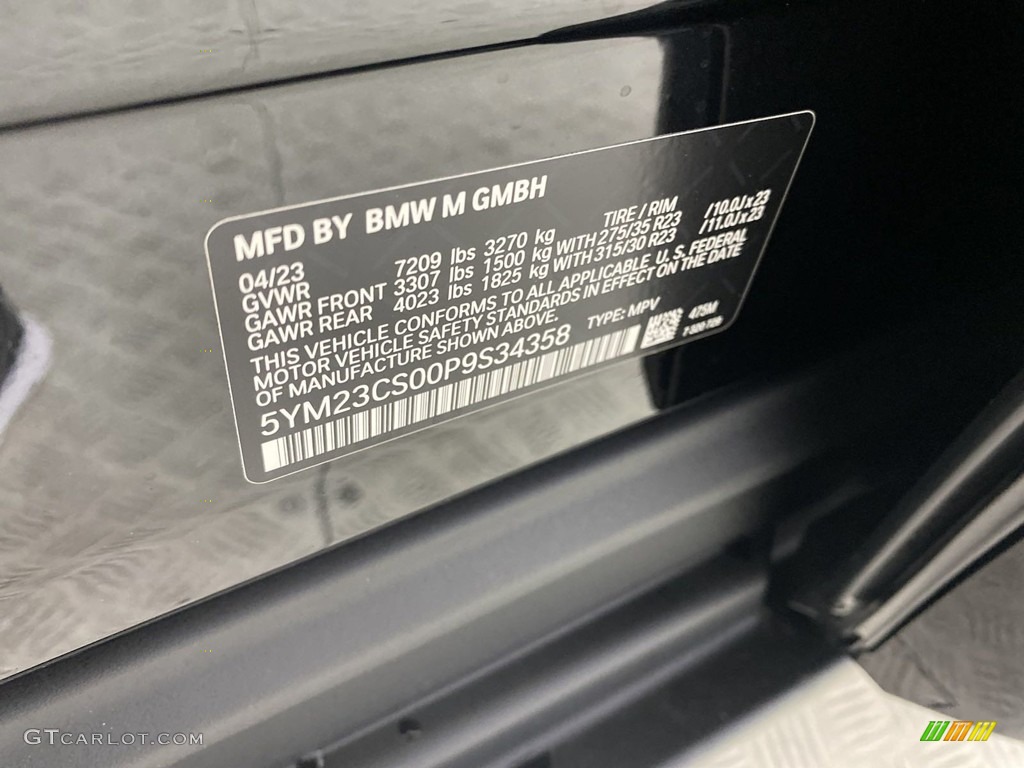 MFD BY BMW M GMBH
04/23
GVWR 7209 lbs 3270 kg TIRE / RIM
GAWR FRONT 3307 lbs 1500 kg WITH 275/35 R23 /10.0Jx23
GAWR REAR 4023 lbs 1825 kg WITH 315/30 R23 /11.0Jx23
THIS VEHICLE CONFORMS TO ALL APPLICABLE U. S. FEDERAL
MOTOR VEHICLE SAFETY STANDARDS IN EFFECT ON THE DATE
OF MANUFACTURE SHOWN ABOVE.
5YM23CS00P9S34358 TYPE: MPV 475M
GTCARLOT.COM